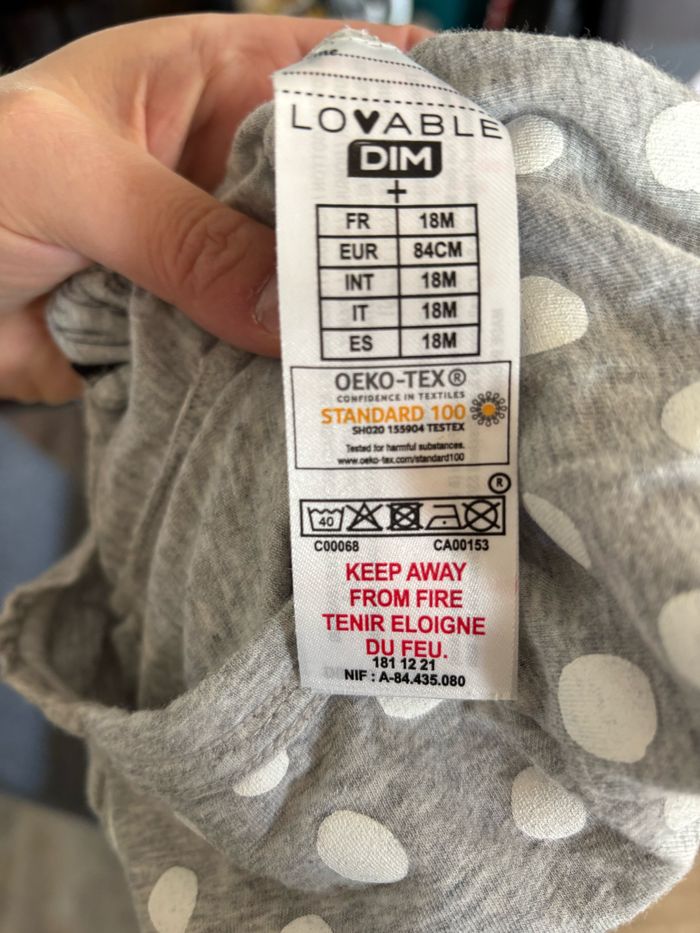 LOVABLE
DIM
+
FR 18M
EUR 84CM
INT 18M
IT 18M
ES 18M
OEKO-TEX®
CONFIDENCE IN TEXTILES
STANDARD 100
SH020 155904 TESTEX
Tested for harmful substances.
www.oeko-tex.com/standard100
®
40
C00068 CA00153
KEEP AWAY
FROM FIRE
TENIR ELOIGNE
DU FEU.
181 12 21
NIF : A-84.435.080